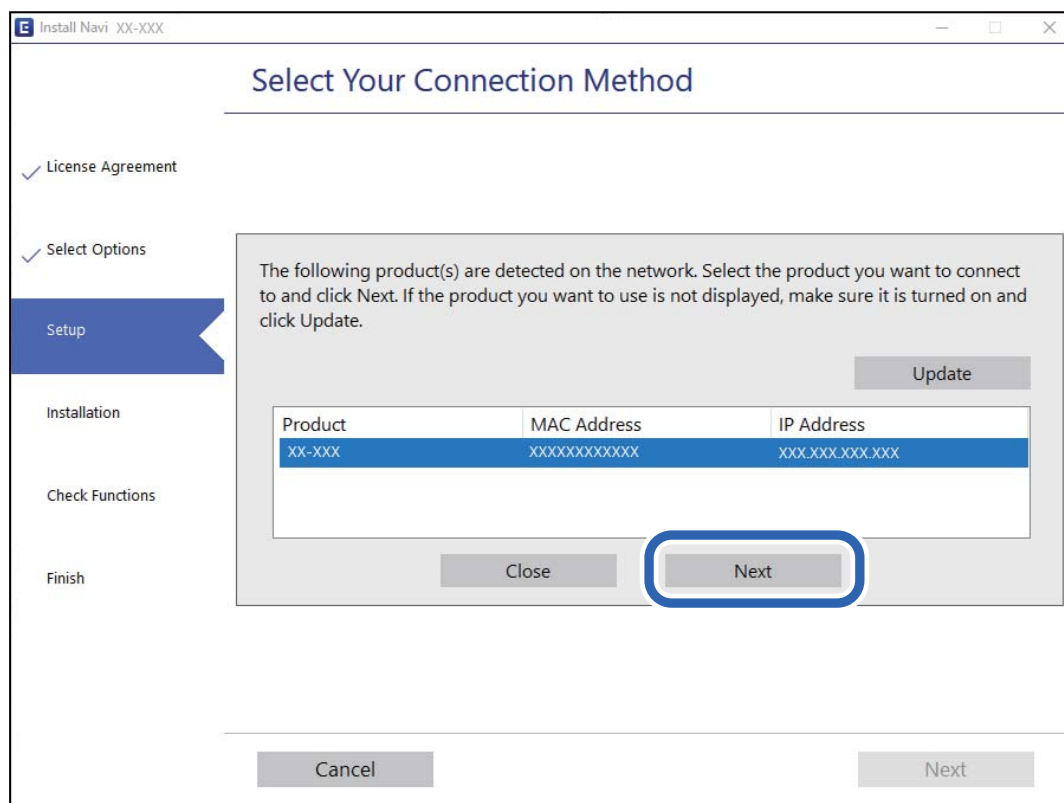 E Install Navi XX-XXX
Select Your Connection Method
License Agreement
Select Options
Setup
Installation
Check Functions
Finish
The following product(s) are detected on the network. Select the product you want to connect
to and click Next. If the product you want to use is not displayed, make sure it is turned on and
click Update.
Update
Product MAC Address IP Address
XX-XXX XXXXXXXXXXXX XXX.XXX.XXX.XXX
Close Next
Cancel Next